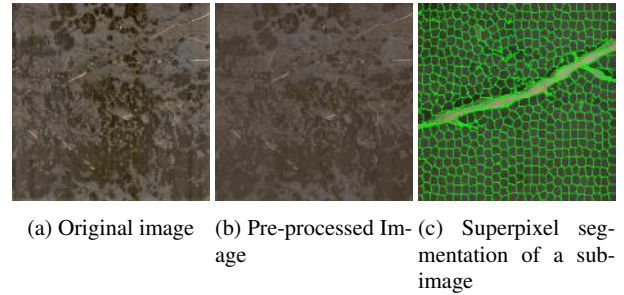 (a) Original image
(b) Pre-processed Im-
age
(c) Superpixel seg-
mentation of a sub-
image